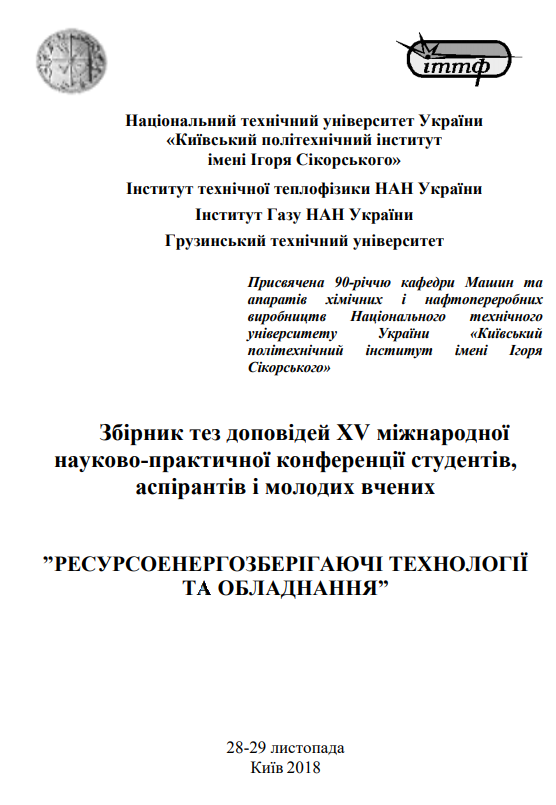 іттф
Національний технічний університет України
«Київський політехнічний інститут
імені Ігоря Сікорського»
Інститут технічної теплофізики НАН України
Інститут Газу НАН України
Грузинський технічний університет
Присвячена 90-річчю кафедри Машин та
апаратів хімічних і нафтопереробних
виробництв Національного технічного
університету України «Київський
політехнічний інститут імені Ігоря
Сікорського»
Збірник тез доповідей XV міжнародної
науково-практичної конференції студентів,
аспірантів і молодих вчених
”РЕСУРСОЕНЕРГОЗБЕРІГАЮЧІ ТЕХНОЛОГІЇ
ТА ОБЛАДНАННЯ”
28-29 листопада
Київ 2018